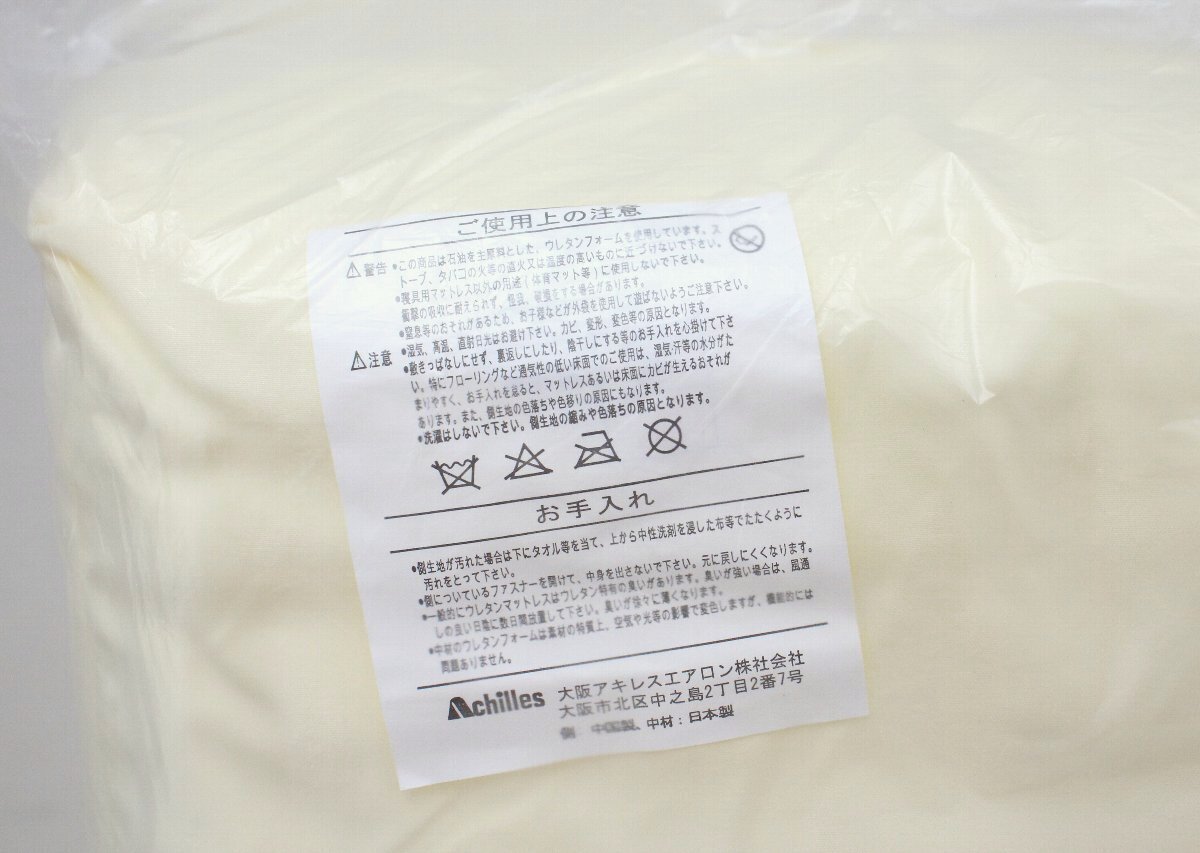 ご使用上の注意
⚠警告 ●この商品は石油を主原料とした、ウレタンフォームを使用しています。ス
トーブ、タバコの火等の直火又は温度の高いものに近づけないで下さい。
●寝具用マットレス以外の用途(体育マット等)に使用しないで下さい。
衝撃の吸収に耐えられず、怪我、破損をする場合があります。
●窒息等のおそれがあるため、お子様などが外袋を使用して遊ばないようご注意下さい。
⚠注意 ●湿気、高温、直射日光はお避け下さい。カビ、変形、変色等の原因となります。
●敷きっぱなしにせず、裏返しにしたり、陰干しにする等のお手入れを心掛けて下さ
い。特にフローリングなど通気性の低い床面でのご使用は、湿気·汗等の水分がた
まりやすく、お手入れを怠ると、マットレスあるいは床面にカビが生えるおそれが
あります。また、側生地の色落ちや色移りの原因にもなります。
●洗濯はしないで下さい。側生地の縮みや色落ちの原因となります。
お手入れ
●側生地が汚れた場合は下にタオル等を当て、上から中性洗剤を浸した布等でたたくように
汚れをとって下さい。
●側についているファスナーを開けて、中身を出さないで下さい。元に戻しにくくなります。
●一般的にウレタンマットレスはウレタン特有の臭いがあります。臭いが強い場合は、風通
しの良い日陰に数日間放置して下さい。臭いが徐々に薄くなります。
●中材のウレタンフォームは素材の特質上、空気や光等の影響で変色しますが、機能的には
問題ありません。
Achilles 大阪アキレスエアロン株社会社
大阪市北区中之島2丁目2番7号
側：中国製、中材：日本製